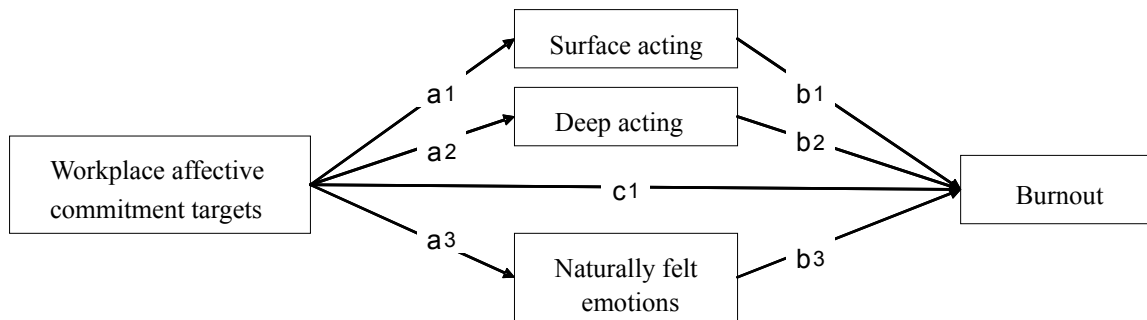 Surface acting
a1
b1
Deep acting
a2
b2
Workplace affective
commitment targets
c1
Burnout
a3
b3
Naturally felt
emotions